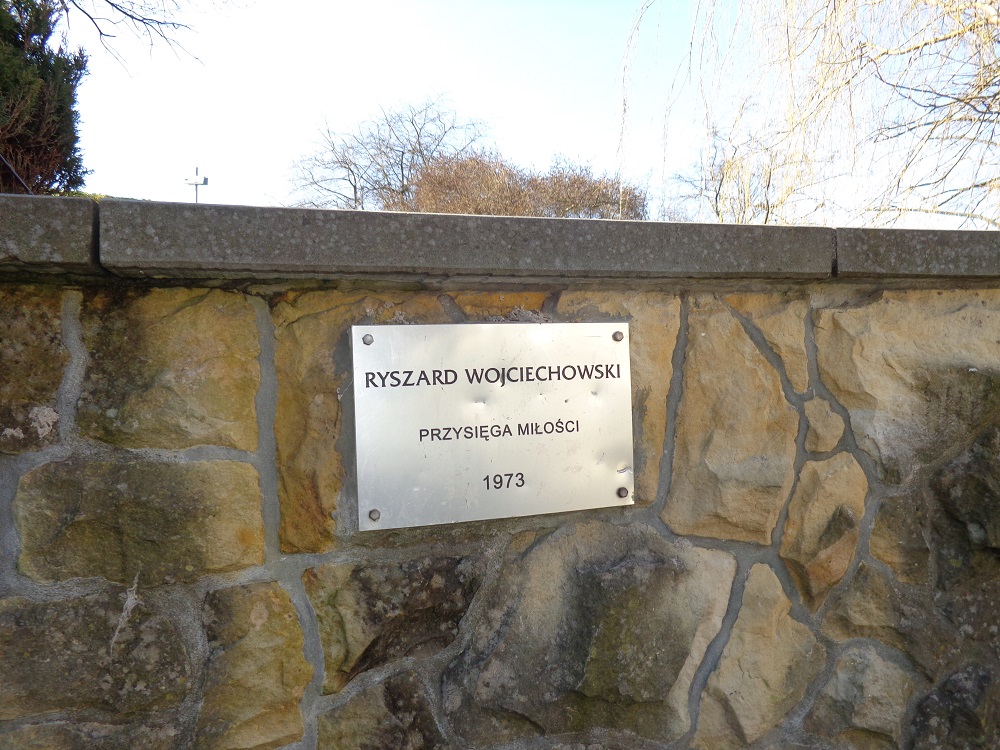 RYSZARD WOJCIECHOWSKI
PRZYSIĘGA MIŁOŚCI
1973